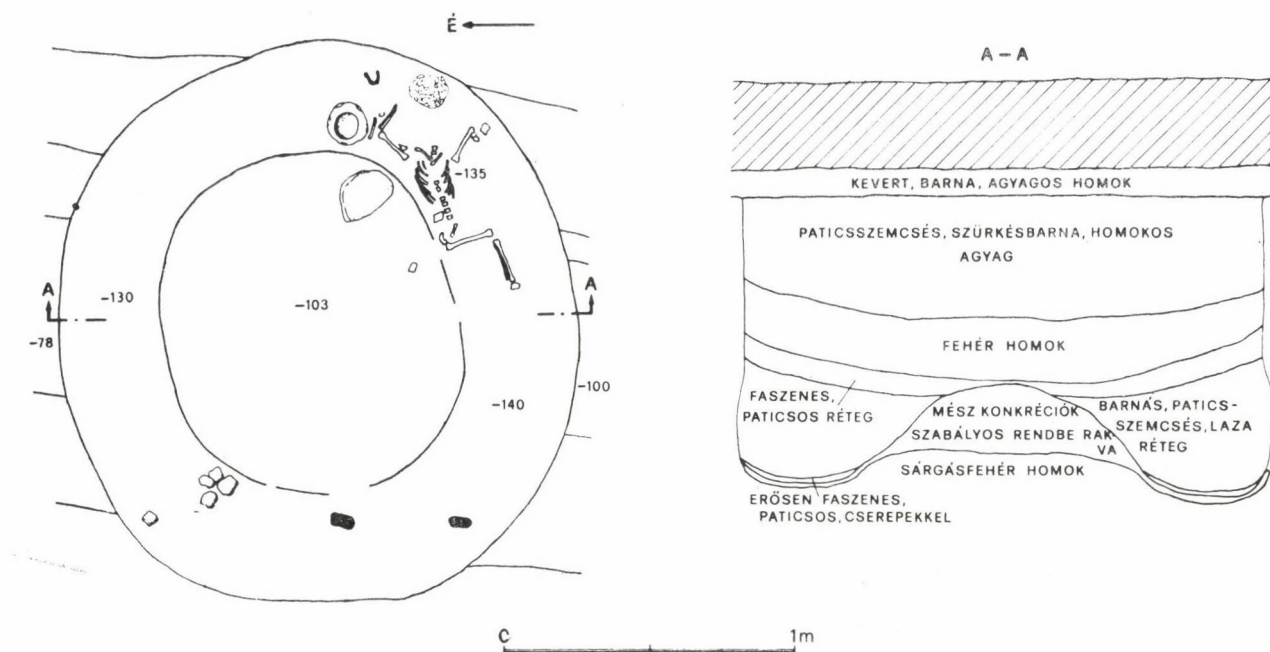 É
A
-130
-78
-103
-135
-140
A
-100
A – A
KEVERT, BARNA, AGYAGOS HOMOK
PATICSSZEMCSÉS, SZÜRKÉSBARNA, HOMOKOS
AGYAG
FEHÉR HOMOK
FASZENES,
PATICSOS RÉTEG
MÉSZ KONKRÉCIÓK
SZABÁLYOS RENDBE RAK-
VA
BARNÁS, PATICS-
SZEMCSÉS, LAZA
RÉTEG
SÁRGÁSFEHÉR HOMOK
ERŐSEN FASZENES,
PATICSOS, CSEREPEKKEL
0 1m